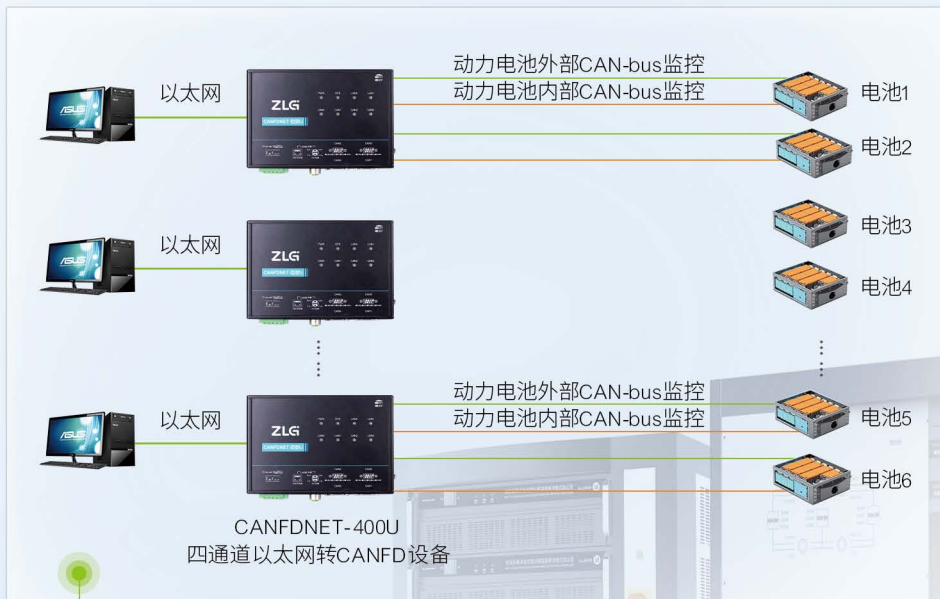 动力电池外部CAN-bus监控
以太网
动力电池内部CAN-bus监控
电池1
ZLG
电池2
电池3
以太网
ZLG
电池4
动力电池外部CAN-bus监控
以太网
动力电池内部CAN-bus监控
电池5
ZLG
电池6
CANFDNET-400U
四通道以太网转CANFD设备